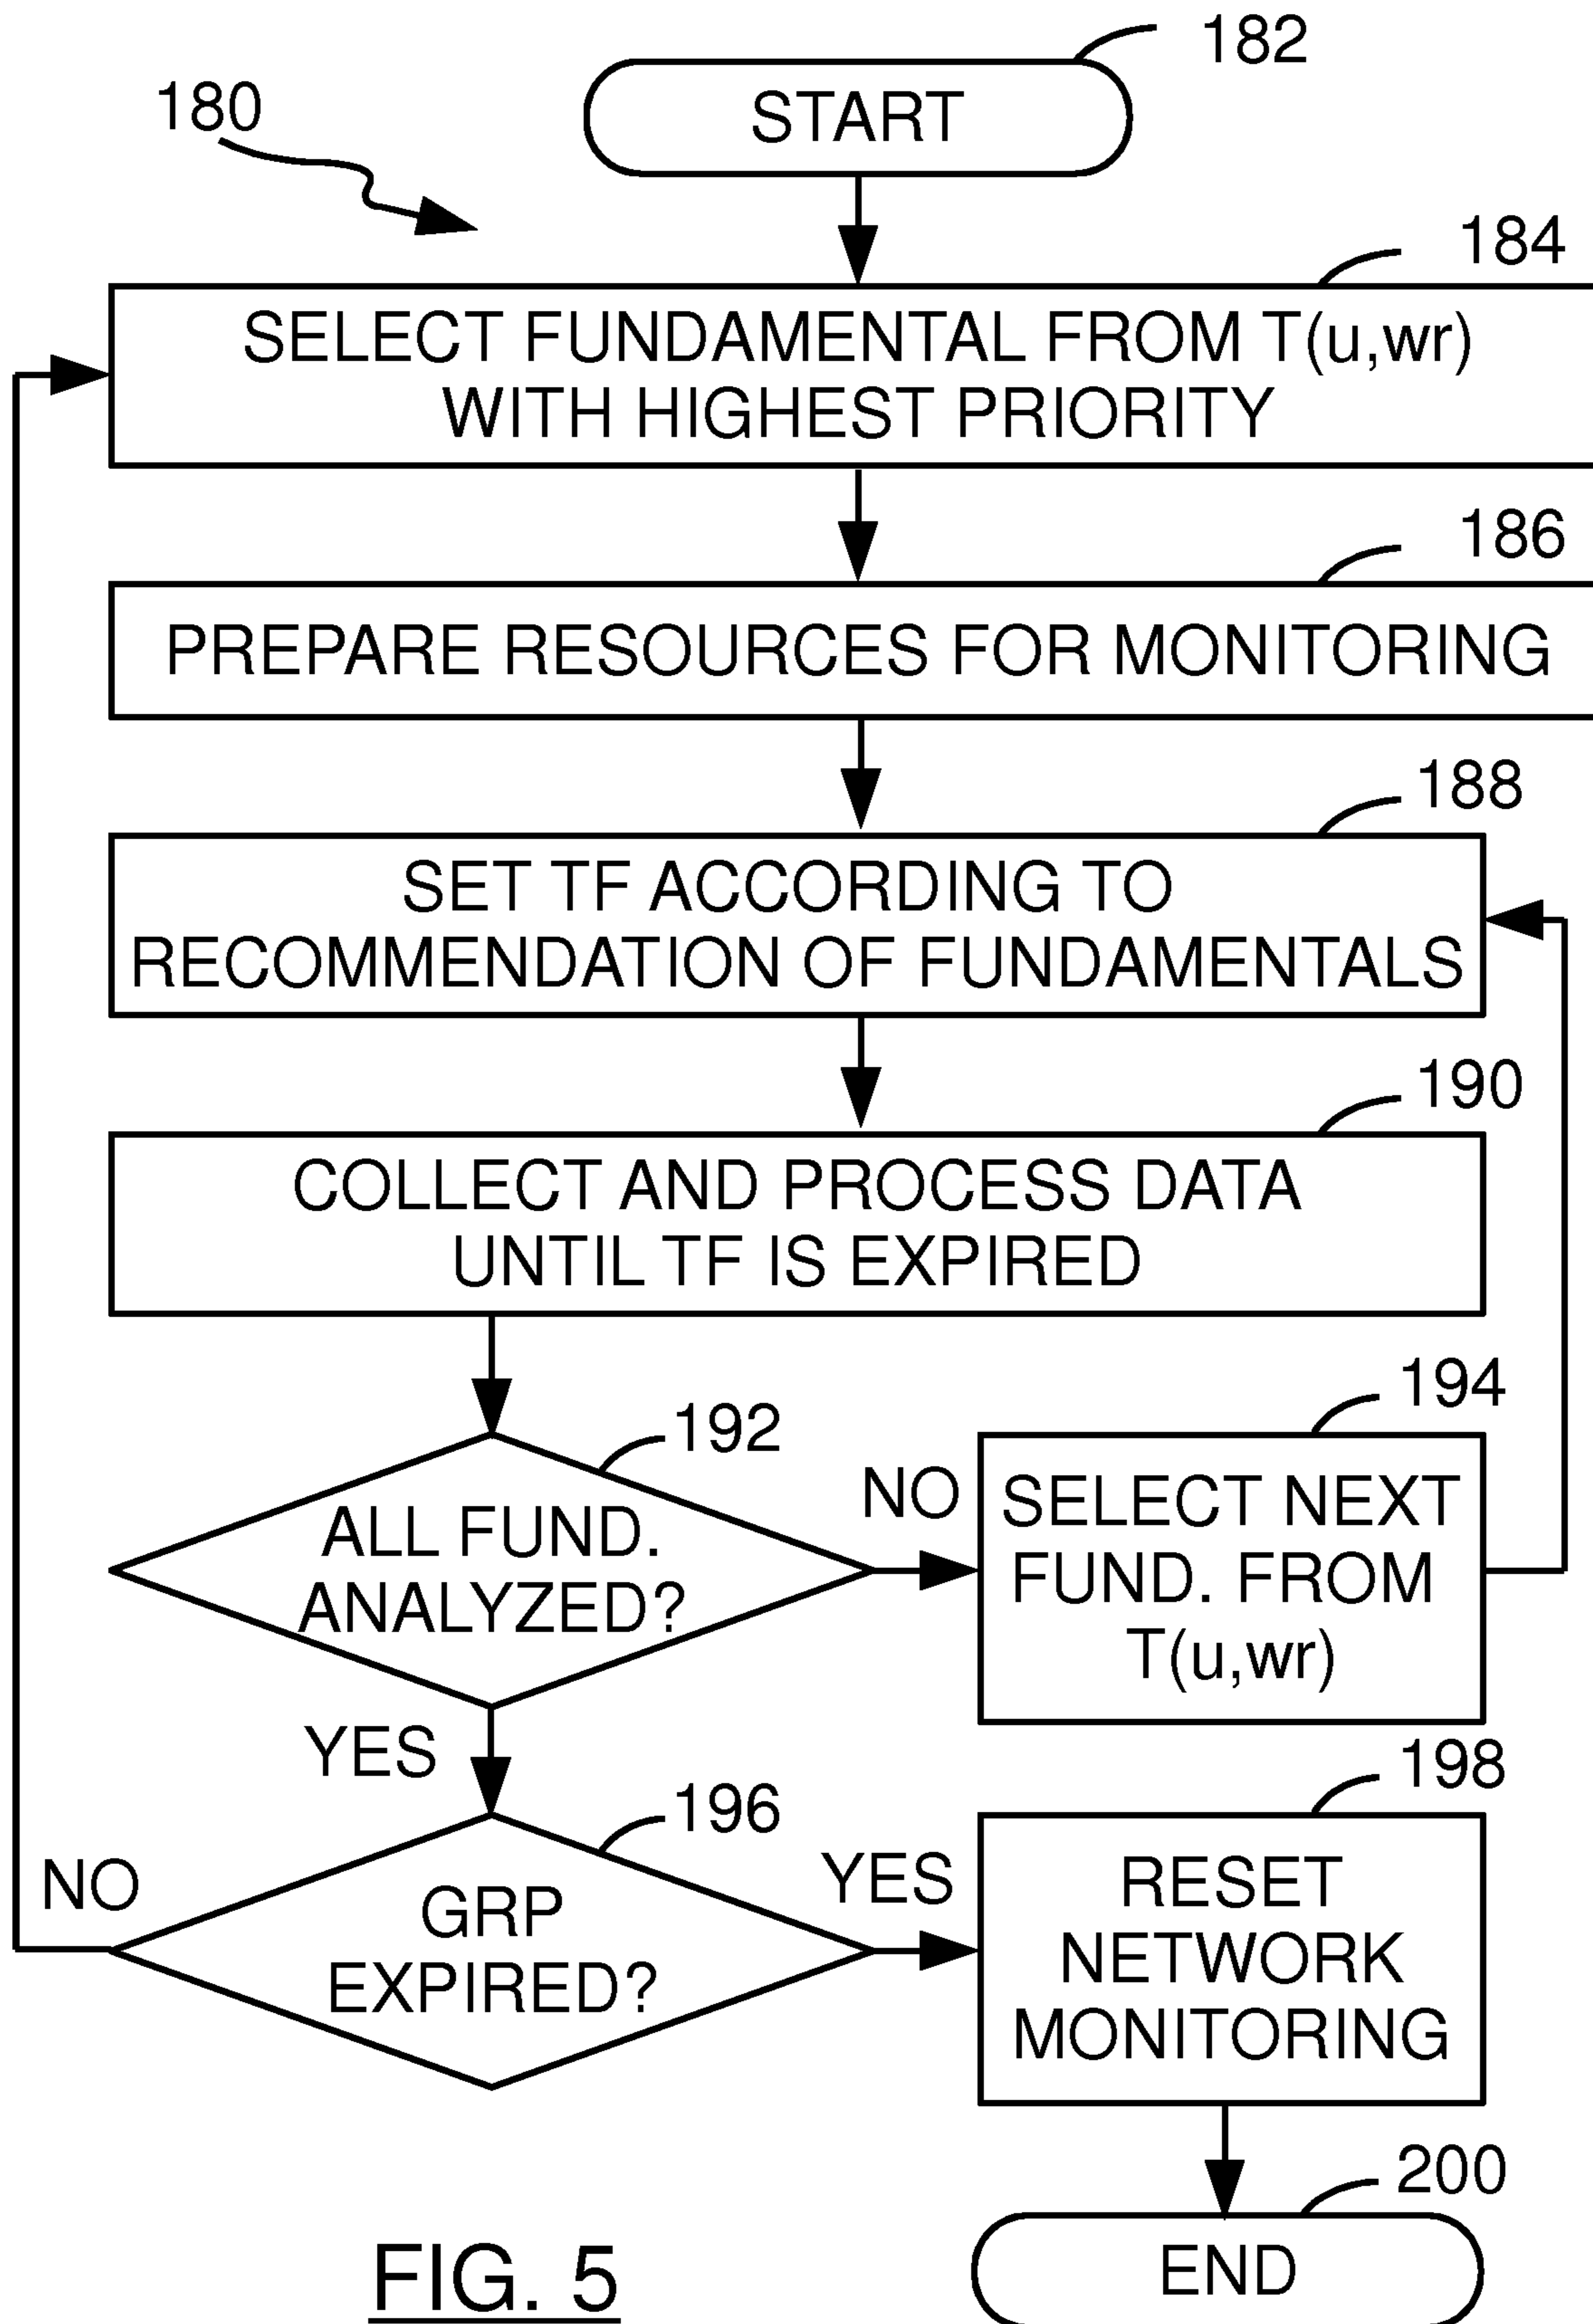 182
180
START
184
SELECT FUNDAMENTAL FROM T(u,wr)
WITH HIGHEST PRIORITY
186
PREPARE RESOURCES FOR MONITORING
188
SET TF ACCORDING TO
RECOMMENDATION OF FUNDAMENTALS
190
COLLECT AND PROCESS DATA
UNTIL TF IS EXPIRED
192
ALL FUND.
ANALYZED?
NO
194
SELECT NEXT
FUND. FROM
T(u,wr)
YES
196
GRP
EXPIRED?
NO
YES
198
RESET
NETWORK
MONITORING
200
END
FIG. 5